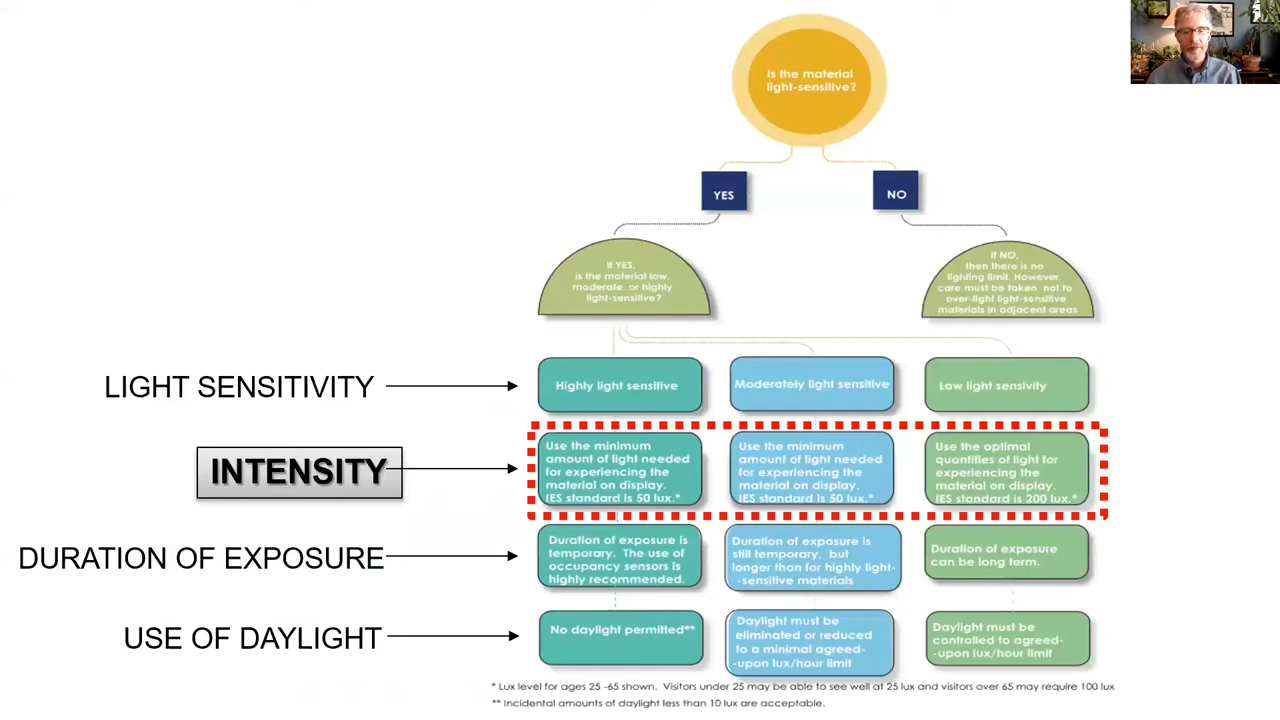 Is the material
light-sensitive?
YES
NO
If YES,
is the material low,
moderate, or highly
light-sensitive?
If NO,
then there is no
lighting limit. However,
care must be taken not to
over-light light-sensitive
materials in adjacent areas
LIGHT SENSITIVITY
Highly light sensitive
Moderately light sensitive
Low light sensivity
INTENSITY
Use the minimum
amount of light needed
for experiencing the
material on display.
IES standard is 50 lux.*
Use the minimum
amount of light needed
for experiencing the
material on display.
IES standard is 50 lux.*
Use the optimal
quantifies of light for
experiencing the
material on display.
IES standard is 200 lux.*
DURATION OF EXPOSURE
Duration of exposure is
temporary. The use of
occupancy sensors is
highly recommended.
Duration of exposure is
still temporary, but
longer than for highly light-
-sensitive materials
Duration of exposure
can be long term.
USE OF DAYLIGHT
No daylight permitted**
Daylight must be
eliminated or reduced
to a minimal agreed-
-upon lux/hour limit
Daylight must be
controlled to agreed-
-upon lux/hour limit
* Lux level for ages 25 -65 shown. Visitors under 25 may be able to see well at 25 lux and visitors over 65 may require 100 lux
** Incidental amounts of daylight less than 10 lux are acceptable.